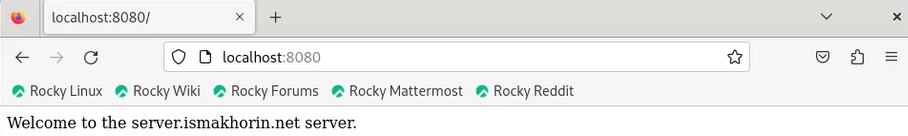 localhost:8080/
localhost:8080
Rocky Linux Rocky Wiki Rocky Forums Rocky Mattermost Rocky Reddit
Welcome to the server.ismakhorin.net server.